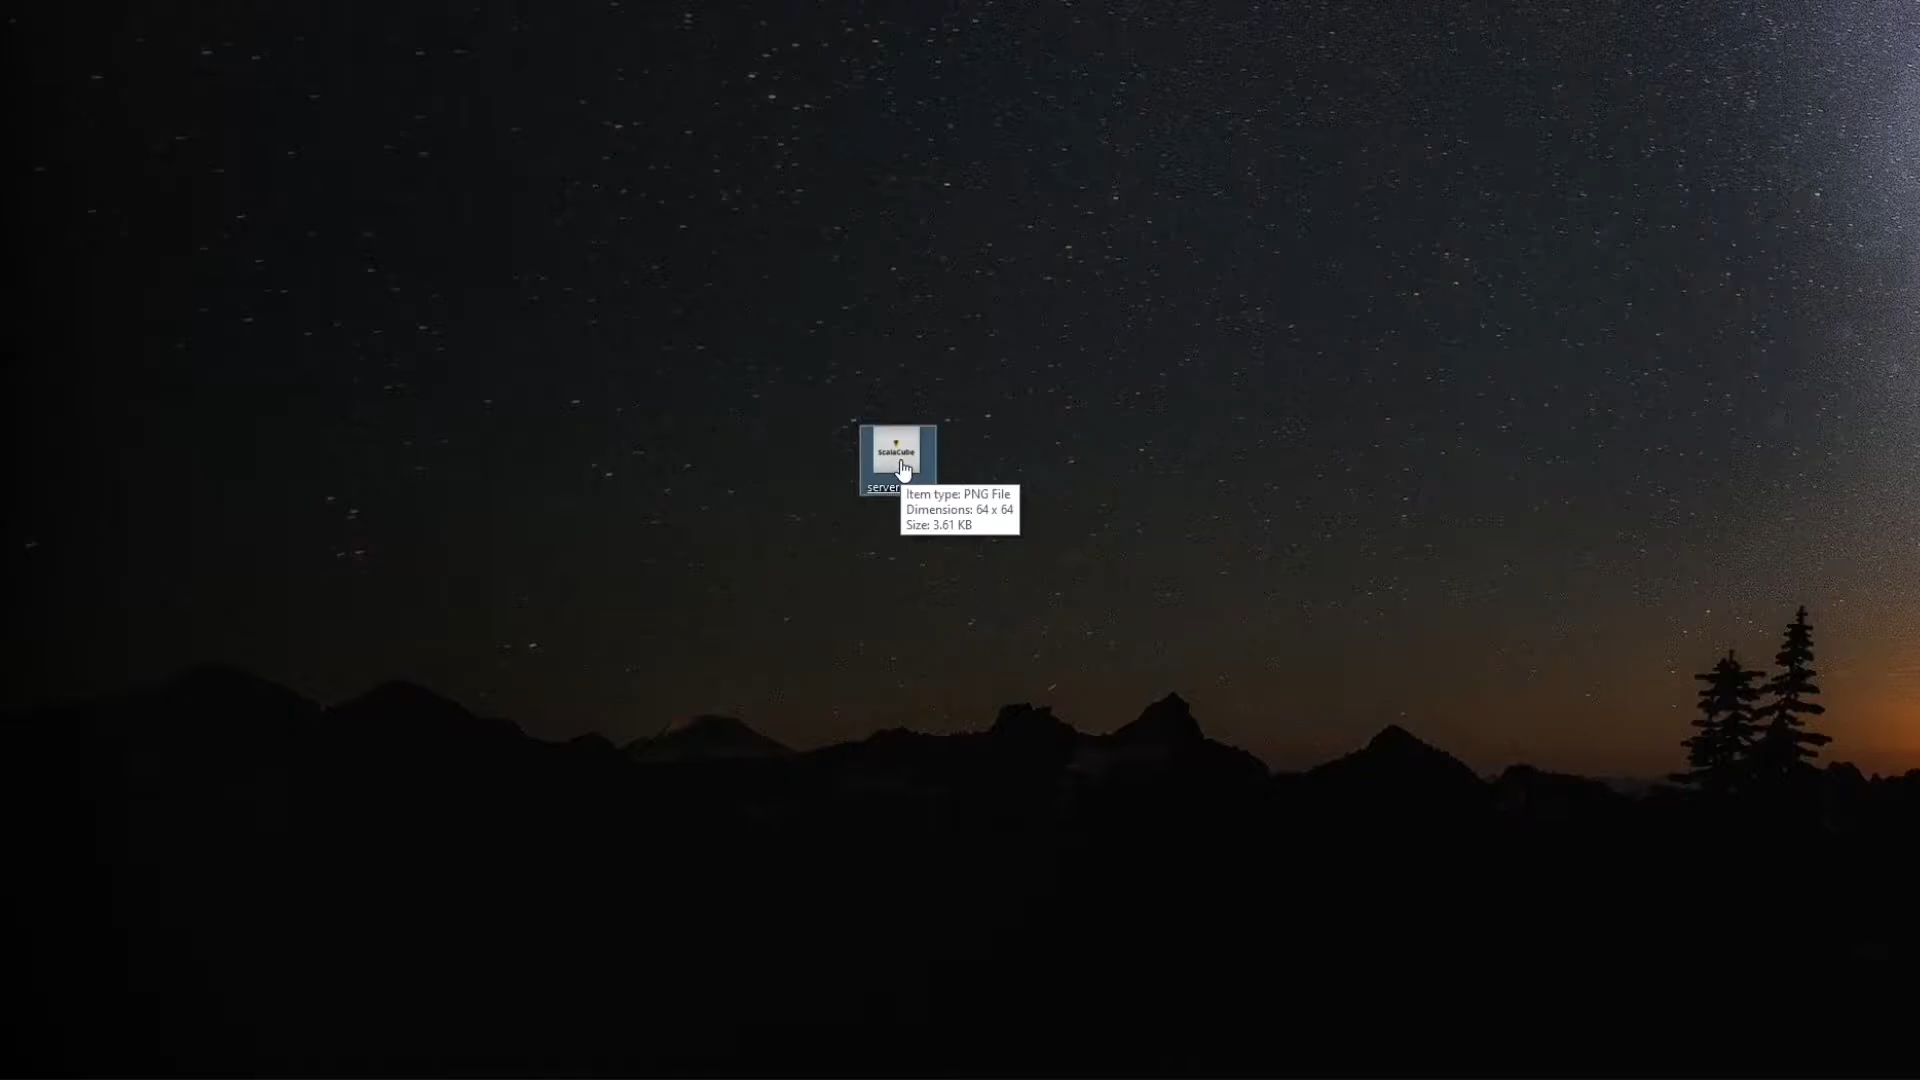 ScalaCube
server
Item type: PNG File
Dimensions: 64 x 64
Size: 3.61 KB